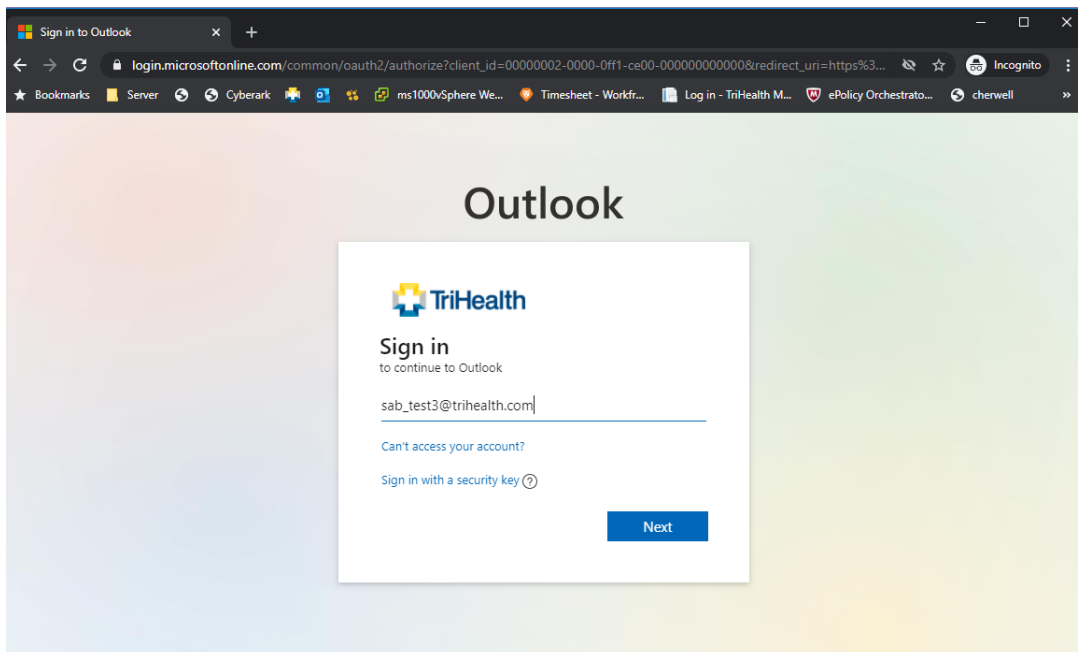 Sign in to Outlook
login.microsoftonline.com/common/oauth2/authorize?client_id=00000002-0000-0ff1-ce00-000000000000&redirect_uri=https%3...
Incognito
Bookmarks Server Cyberark ms1000vSphere We... Timesheet - Workfr... Log in - TriHealth M... ePolicy Orchestrato... cherwell »
Outlook
TriHealth
Sign in
to continue to Outlook
sab_test3@trihealth.com
Can't access your account?
Sign in with a security key ?
Next